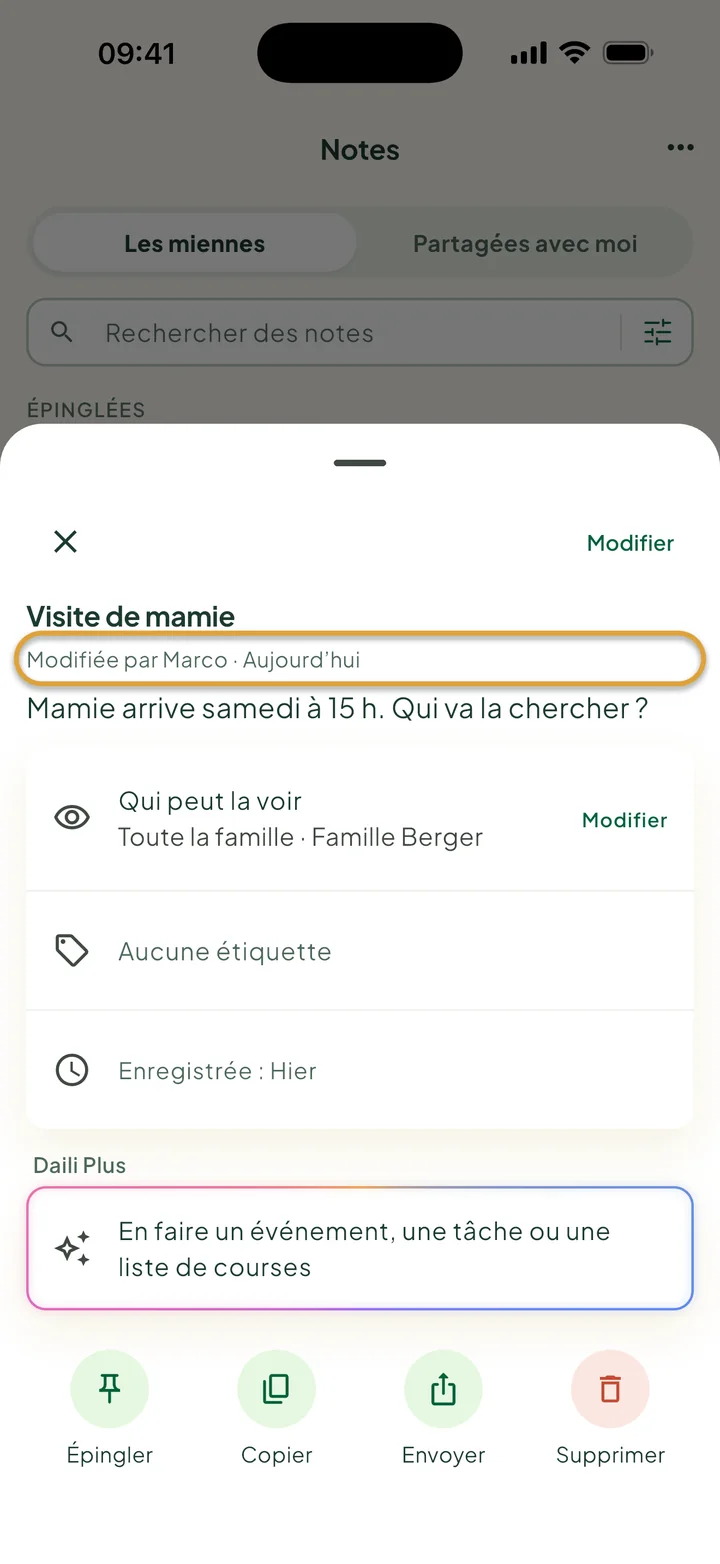 09:41
Notes
Les miennes
Partagées avec moi
Rechercher des notes
ÉPINGLÉES
Modifier
Visite de mamie
Modifiée par Marco · Aujourd’hui
Mamie arrive samedi à 15 h. Qui va la chercher ?
Qui peut la voir
Toute la famille · Famille Berger
Modifier
Aucune étiquette
Enregistrée : Hier
Daili Plus
En faire un événement, une tâche ou une
liste de courses
Épingler
Copier
Envoyer
Supprimer